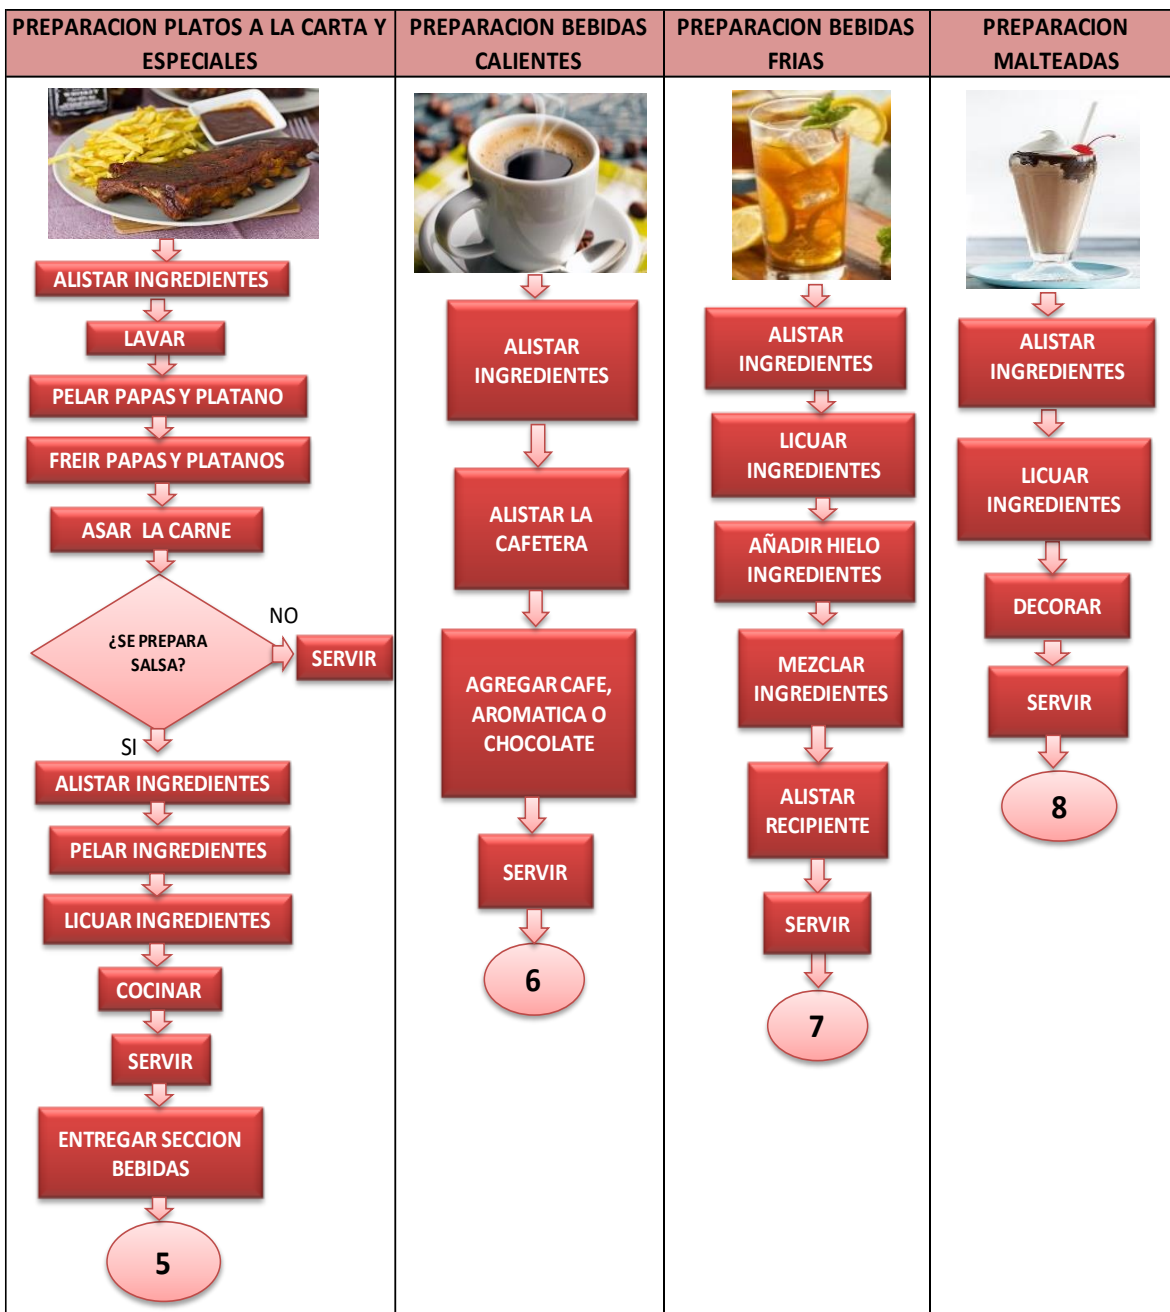 PREPARACION PLATOS A LA CARTA Y
ESPECIALES
ALISTAR INGREDIENTES
LAVAR
PELAR PAPAS Y PLATANO
FREIR PAPAS Y PLATANOS
ASAR LA CARNE
¿SE PREPARA
SALSA?
NO
SERVIR
SI
ALISTAR INGREDIENTES
PELAR INGREDIENTES
LICUAR INGREDIENTES
COCINAR
SERVIR
ENTREGAR SECCION
BEBIDAS
5
PREPARACION BEBIDAS
CALIENTES
ALISTAR
INGREDIENTES
ALISTAR LA
CAFETERA
AGREGAR CAFE,
AROMATICA O
CHOCOLATE
SERVIR
6
PREPARACION BEBIDAS
FRIAS
ALISTAR
INGREDIENTES
LICUAR
INGREDIENTES
AÑADIR HIELO
INGREDIENTES
MEZCLAR
INGREDIENTES
ALISTAR
RECIPIENTE
SERVIR
7
PREPARACION
MALTEADAS
ALISTAR
INGREDIENTES
LICUAR
INGREDIENTES
DECORAR
SERVIR
8